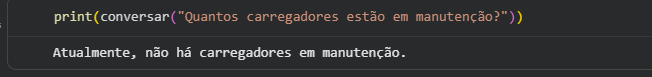 print(conversar("Quantos carregadores estão em manutenção?"))
Atualmente, não há carregadores em manutenção.